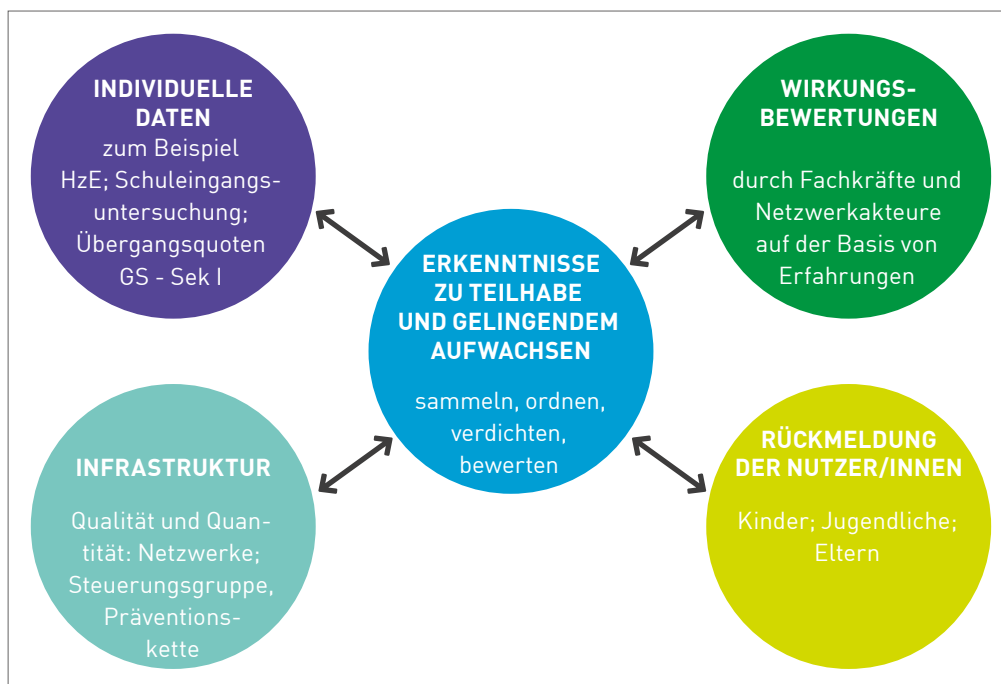 INDIVIDUELLE
DATEN
zum Beispiel
HzE; Schuleingangs-
untersuchung;
Übergangsquoten
GS - Sek I
WIRKUNGS-
BEWERTUNGEN
durch Fachkräfte und
Netzwerkakteure
auf der Basis von
Erfahrungen
ERKENNTNISSE
ZU TEILHABE
UND GELINGENDEM
AUFWACHSEN
sammeln, ordnen,
verdichten,
bewerten
INFRASTRUKTUR
Qualität und Quan-
tität: Netzwerke;
Steuerungsgruppe,
Präventions-
kette
RÜCKMELDUNG
DER NUTZER/INNEN
Kinder; Jugendliche;
Eltern